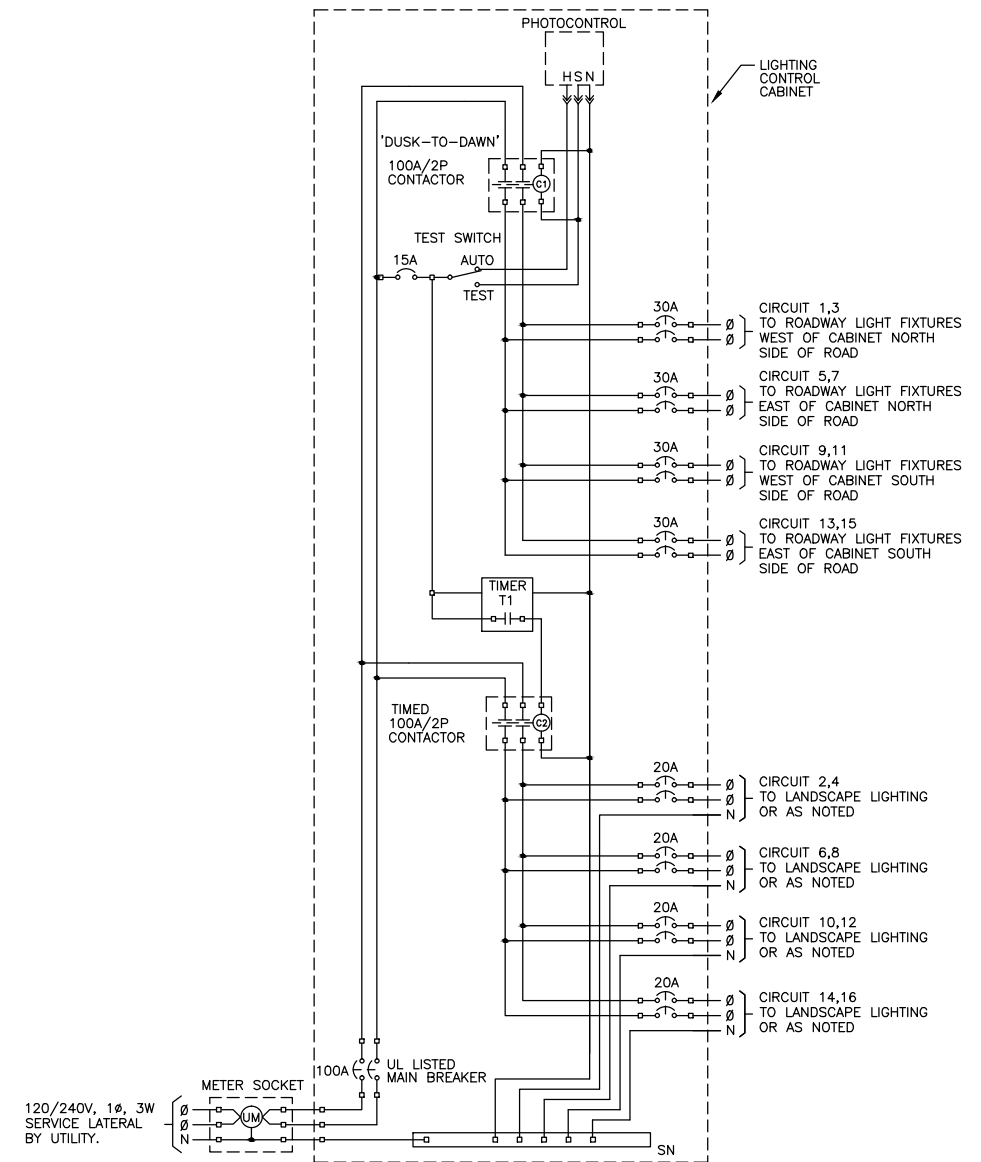 PHOTOCONTROL
H S N
LIGHTING
CONTROL
CABINET
'DUSK-TO-DAWN'
100A/2P
CONTACTOR
C1
TEST SWITCH
15A
AUTO
TEST
30A
CIRCUIT 1,3
Ø TO ROADWAY LIGHT FIXTURES
Ø WEST OF CABINET NORTH
SIDE OF ROAD
30A
CIRCUIT 5,7
Ø TO ROADWAY LIGHT FIXTURES
Ø EAST OF CABINET NORTH
SIDE OF ROAD
30A
CIRCUIT 9,11
Ø TO ROADWAY LIGHT FIXTURES
Ø WEST OF CABINET SOUTH
SIDE OF ROAD
30A
CIRCUIT 13,15
Ø TO ROADWAY LIGHT FIXTURES
Ø EAST OF CABINET SOUTH
SIDE OF ROAD
TIMER
T1
TIMED
100A/2P
CONTACTOR
C2
20A
Ø CIRCUIT 2,4
Ø TO LANDSCAPE LIGHTING
N OR AS NOTED
20A
Ø CIRCUIT 6,8
Ø TO LANDSCAPE LIGHTING
N OR AS NOTED
20A
Ø CIRCUIT 10,12
Ø TO LANDSCAPE LIGHTING
N OR AS NOTED
20A
Ø CIRCUIT 14,16
Ø TO LANDSCAPE LIGHTING
N OR AS NOTED
100A
UL LISTED
MAIN BREAKER
METER SOCKET
UM
120/240V, 1Ø, 3W Ø
SERVICE LATERAL Ø
BY UTILITY. N
SN